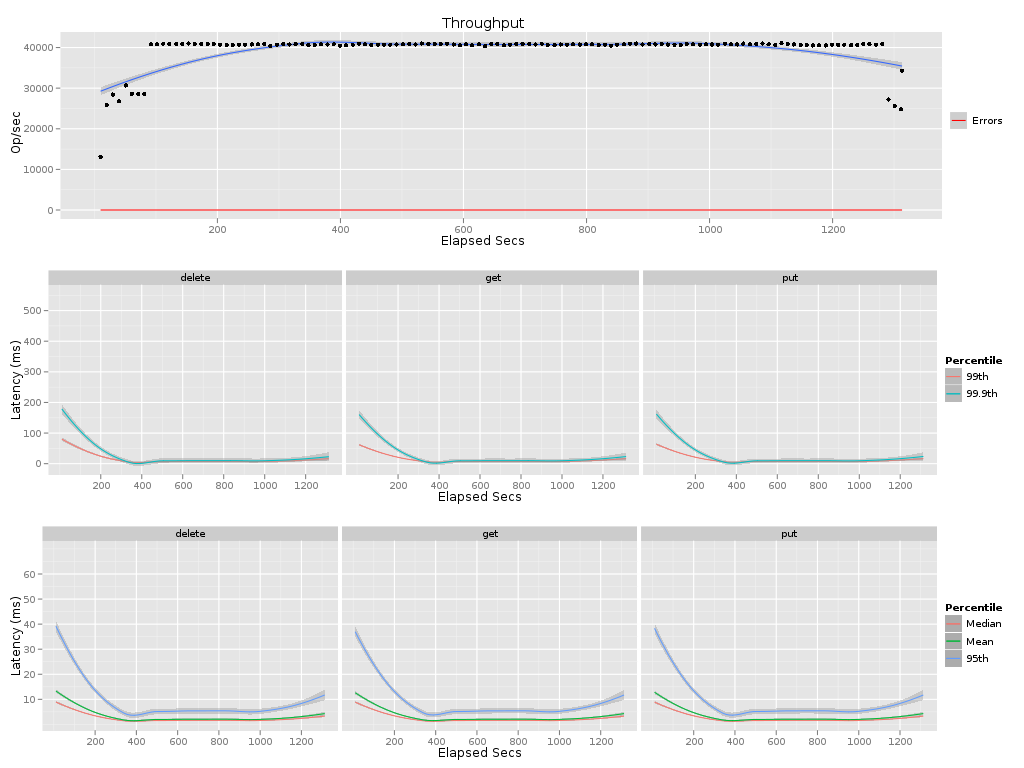 Throughput
Op/sec
40000
30000
20000
10000
0
200 400 600 800 1000 1200
Elapsed Secs
Errors
delete get put
Latency (ms)
500
400
300
200
100
0
200 400 600 800 1000 1200 200 400 600 800 1000 1200 200 400 600 800 1000 1200
Elapsed Secs
Percentile
99th
99.9th
delete get put
Latency (ms)
60
50
40
30
20
10
200 400 600 800 1000 1200 200 400 600 800 1000 1200 200 400 600 800 1000 1200
Elapsed Secs
Percentile
Median
Mean
95th